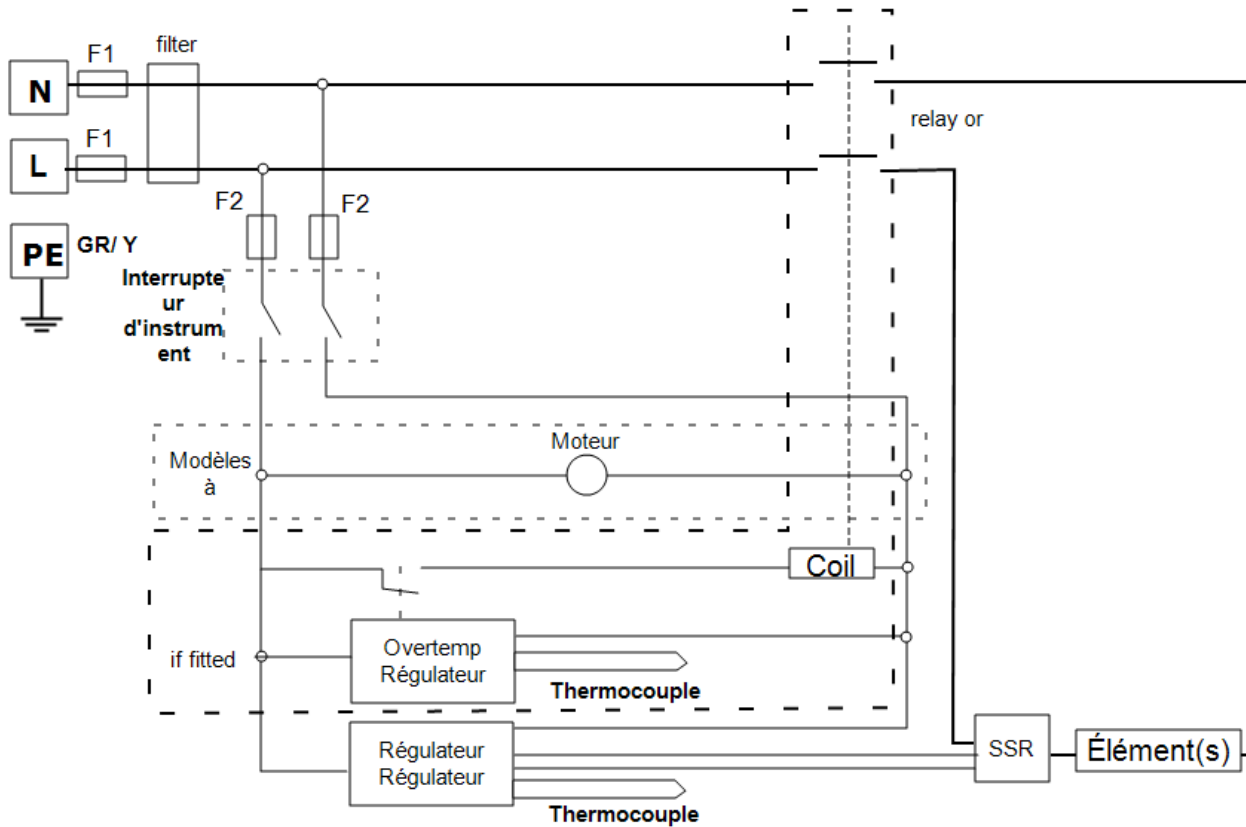 F1
filter
N
F1
relay or
L
F2
F2
PE
GR/ Y
Interrupte
ur
d'instrum
ent
Moteur
Modèles
à
Coil
if fitted
Overtemp
Régulateur
Thermocouple
Régulateur
Régulateur
SSR
Élément(s)
Thermocouple